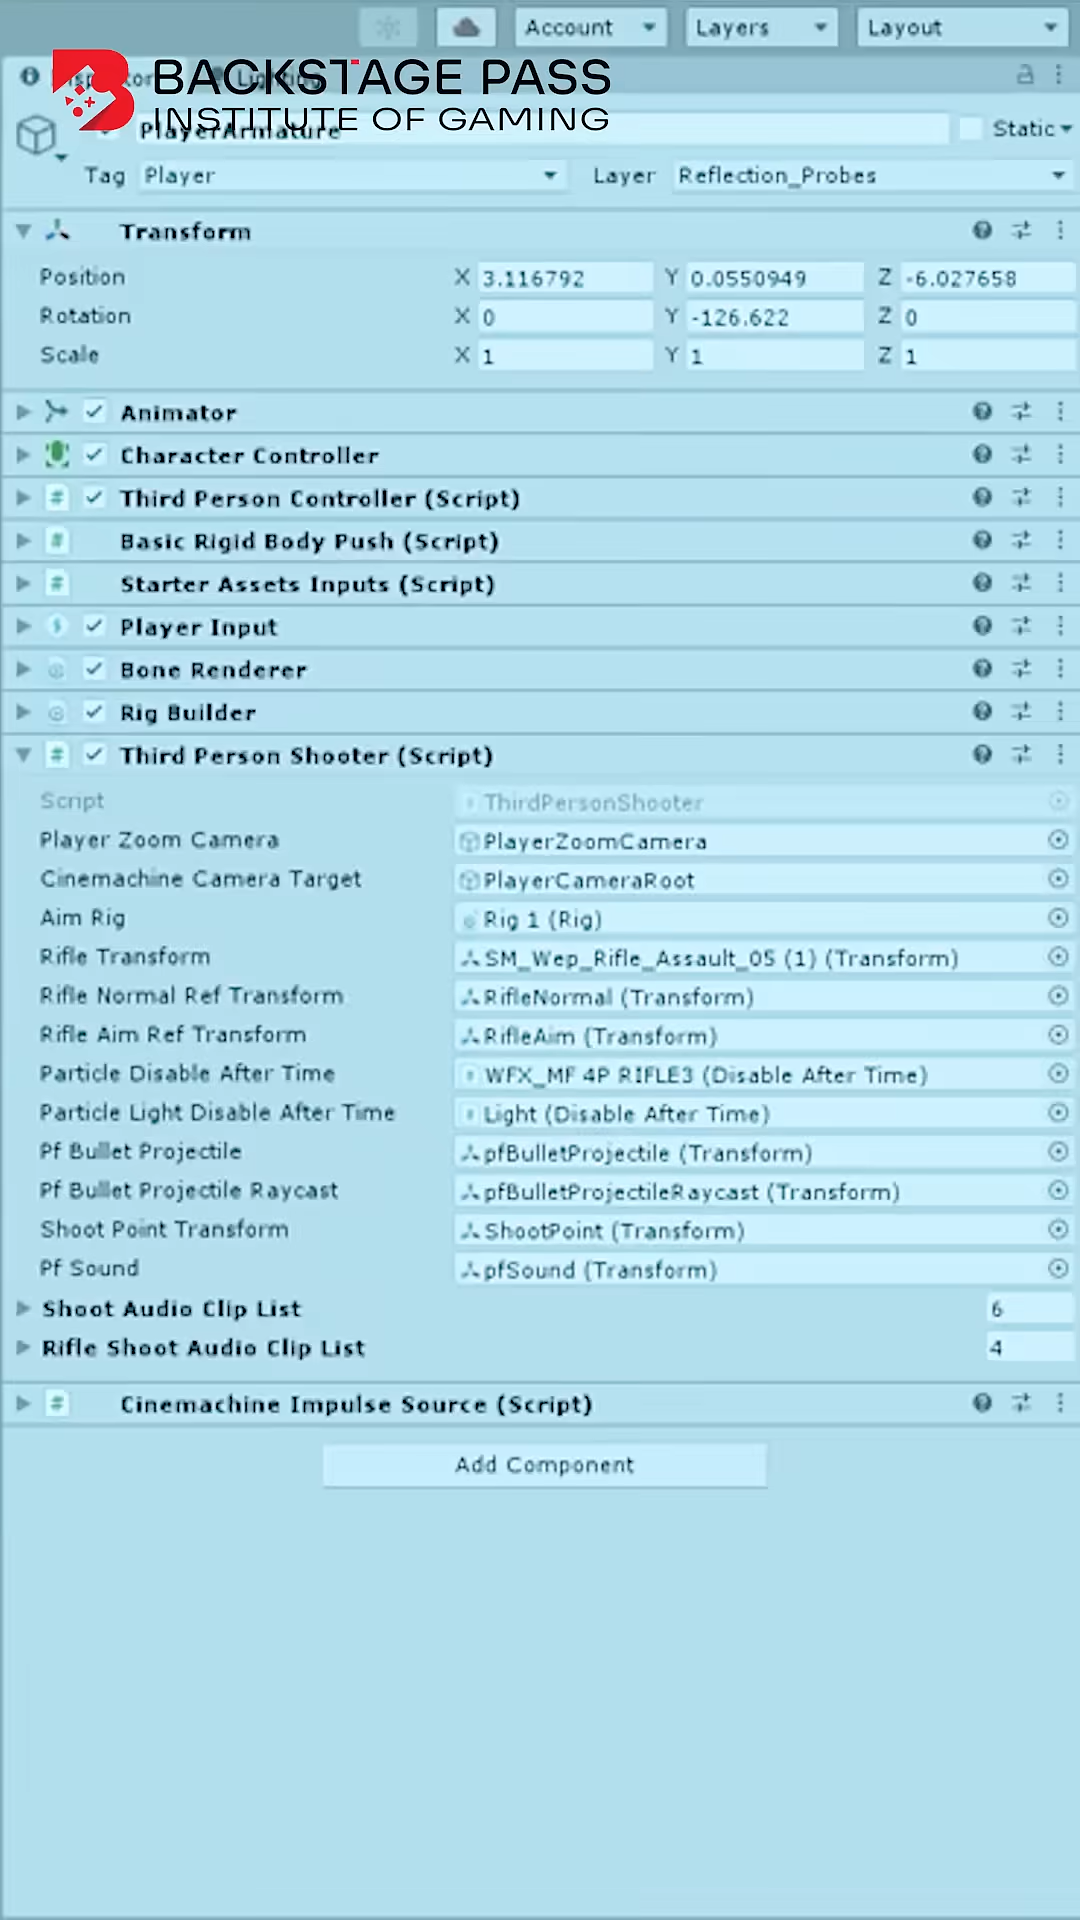 Account Layers Layout
BACKSTAGE PASS
INSTITUTE OF GAMING
PlayerArmature Static
Tag Player Layer Reflection_Probes
Transform
Position X 3.116792 Y 0.0550949 Z -6.027658
Rotation X 0 Y -126.622 Z 0
Scale X 1 Y 1 Z 1
Animator
Character Controller
Third Person Controller (Script)
Basic Rigid Body Push (Script)
Starter Assets Inputs (Script)
Player Input
Bone Renderer
Rig Builder
Third Person Shooter (Script)
Script ThirdPersonShooter
Player Zoom Camera PlayerZoomCamera
Cinemachine Camera Target PlayerCameraRoot
Aim Rig Rig 1 (Rig)
Rifle Transform SM_Wep_Rifle_Assault_05 (1) (Transform)
Rifle Normal Ref Transform RifleNormal (Transform)
Rifle Aim Ref Transform RifleAim (Transform)
Particle Disable After Time WFX_MF 4P RIFLE3 (Disable After Time)
Particle Light Disable After Time Light (Disable After Time)
Pf Bullet Projectile pfBulletProjectile (Transform)
Pf Bullet Projectile Raycast pfBulletProjectileRaycast (Transform)
Shoot Point Transform ShootPoint (Transform)
Pf Sound pfSound (Transform)
Shoot Audio Clip List 6
Rifle Shoot Audio Clip List 4
Cinemachine Impulse Source (Script)
Add Component